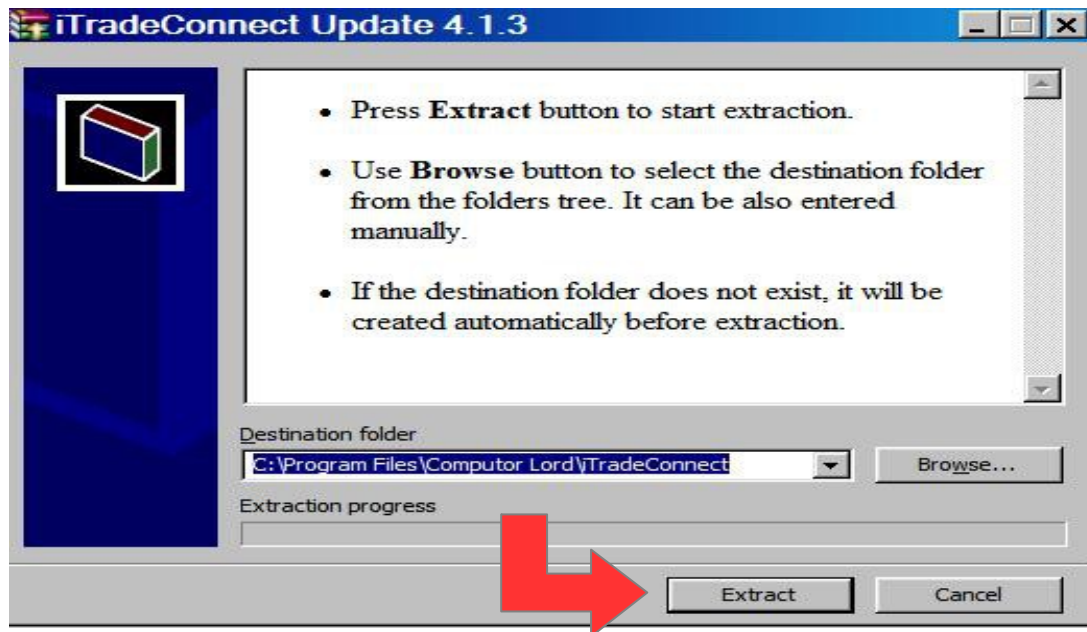 iTradeConnect Update 4.1.3
• Press Extract button to start extraction.
• Use Browse button to select the destination folder
from the folders tree. It can be also entered
manually.
• If the destination folder does not exist, it will be
created automatically before extraction.
Destination folder
C:\Program Files\Computor Lord\iTradeConnect
Browse...
Extraction progress
Extract
Cancel